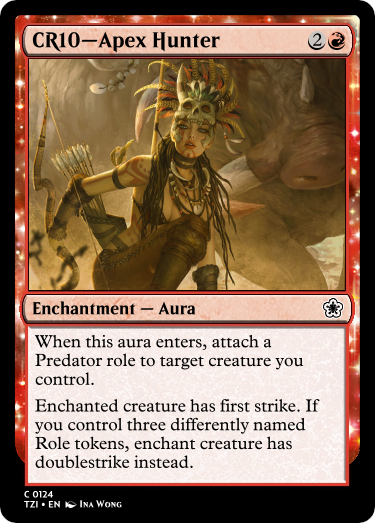 CR10—Apex Hunter
2
Enchantment — Aura
When this aura enters, attach a
Predator role to target creature you
control.
Enchanted creature has first strike. If
you control three differently named
Role tokens, enchant creature has
doublestrike instead.
C 0124
TZI • EN Ina Wong